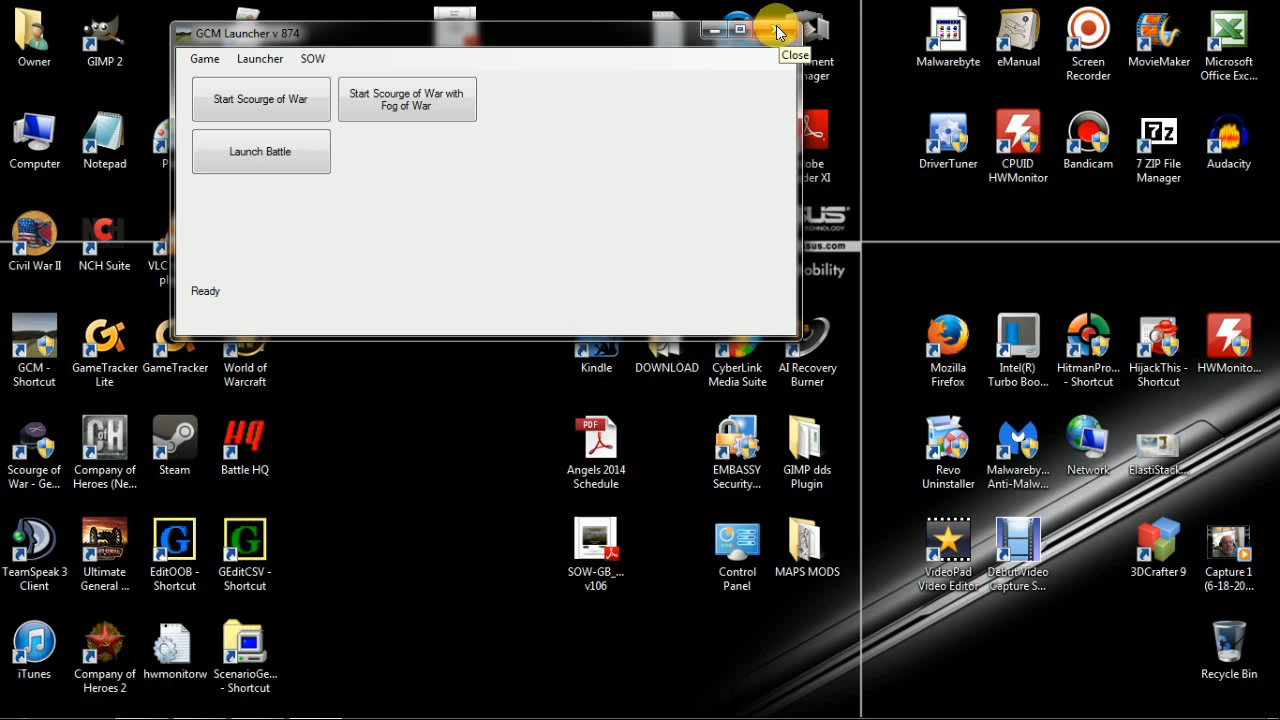 GCM Launcher v 874
Close
Game Launcher SOW
Start Scourge of War
Start Scourge of War with
Fog of War
Launch Battle
Ready
Owner
GIMP 2
Malwarebyte
eManual
Screen
Recorder
MovieMaker
Microsoft
Office Exc...
Computer
Notepad
DriverTuner
CPUID
HWMonitor
Bandicam
7 ZIP File
Manager
Audacity
Civil War II
NCH Suite
VLC
GCM -
Shortcut
GameTracker
Lite
GameTracker
World of
Warcraft
Kindle
DOWNLOAD
CyberLink
Media Suite
AI Recovery
Burner
Mozilla
Firefox
Intel(R)
Turbo Boo...
HitmanPro...
- Shortcut
HijackThis -
Shortcut
HWMonito...
Scourge of
War - Ge...
Company of
Heroes (Ne...
Steam
HQ
Battle HQ
PDF
Angels 2014
Schedule
EMBASSY
Security...
GIMP dds
Plugin
Revo
Uninstaller
Malwareby...
Anti-Malw...
Network
ElastiStack...
TeamSpeak 3
Client
Ultimate
General ...
EditOOB -
Shortcut
GEditCSV -
Shortcut
SOW-GB_...
v106
Control
Panel
MAPS MODS
VideoPad
Video Editor
Debut Video
Capture S...
3DCrafter 9
Capture 1
(6-18-20...
iTunes
Company of
Heroes 2
hwmonitorw
ScenarioGe...
- Shortcut
Recycle Bin